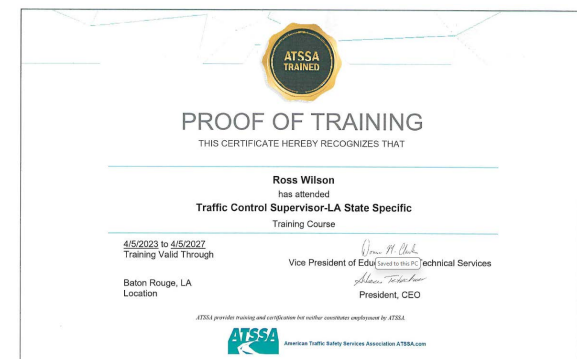 ATSSA
TRAINED
PROOF OF TRAINING
THIS CERTIFICATE HEREBY RECOGNIZES THAT
Ross Wilson
has attended
Traffic Control Supervisor-LA State Specific
Training Course
4/5/2023 to 4/5/2027
Training Valid Through
Vice President of Edu Saved to this PC echnical Services
Baton Rouge, LA
Location
President, CEO
ATSSA provides training and certification but neither constitutes employment by ATSSA.
ATSSA
American Traffic Safety Services Association ATSSA.com